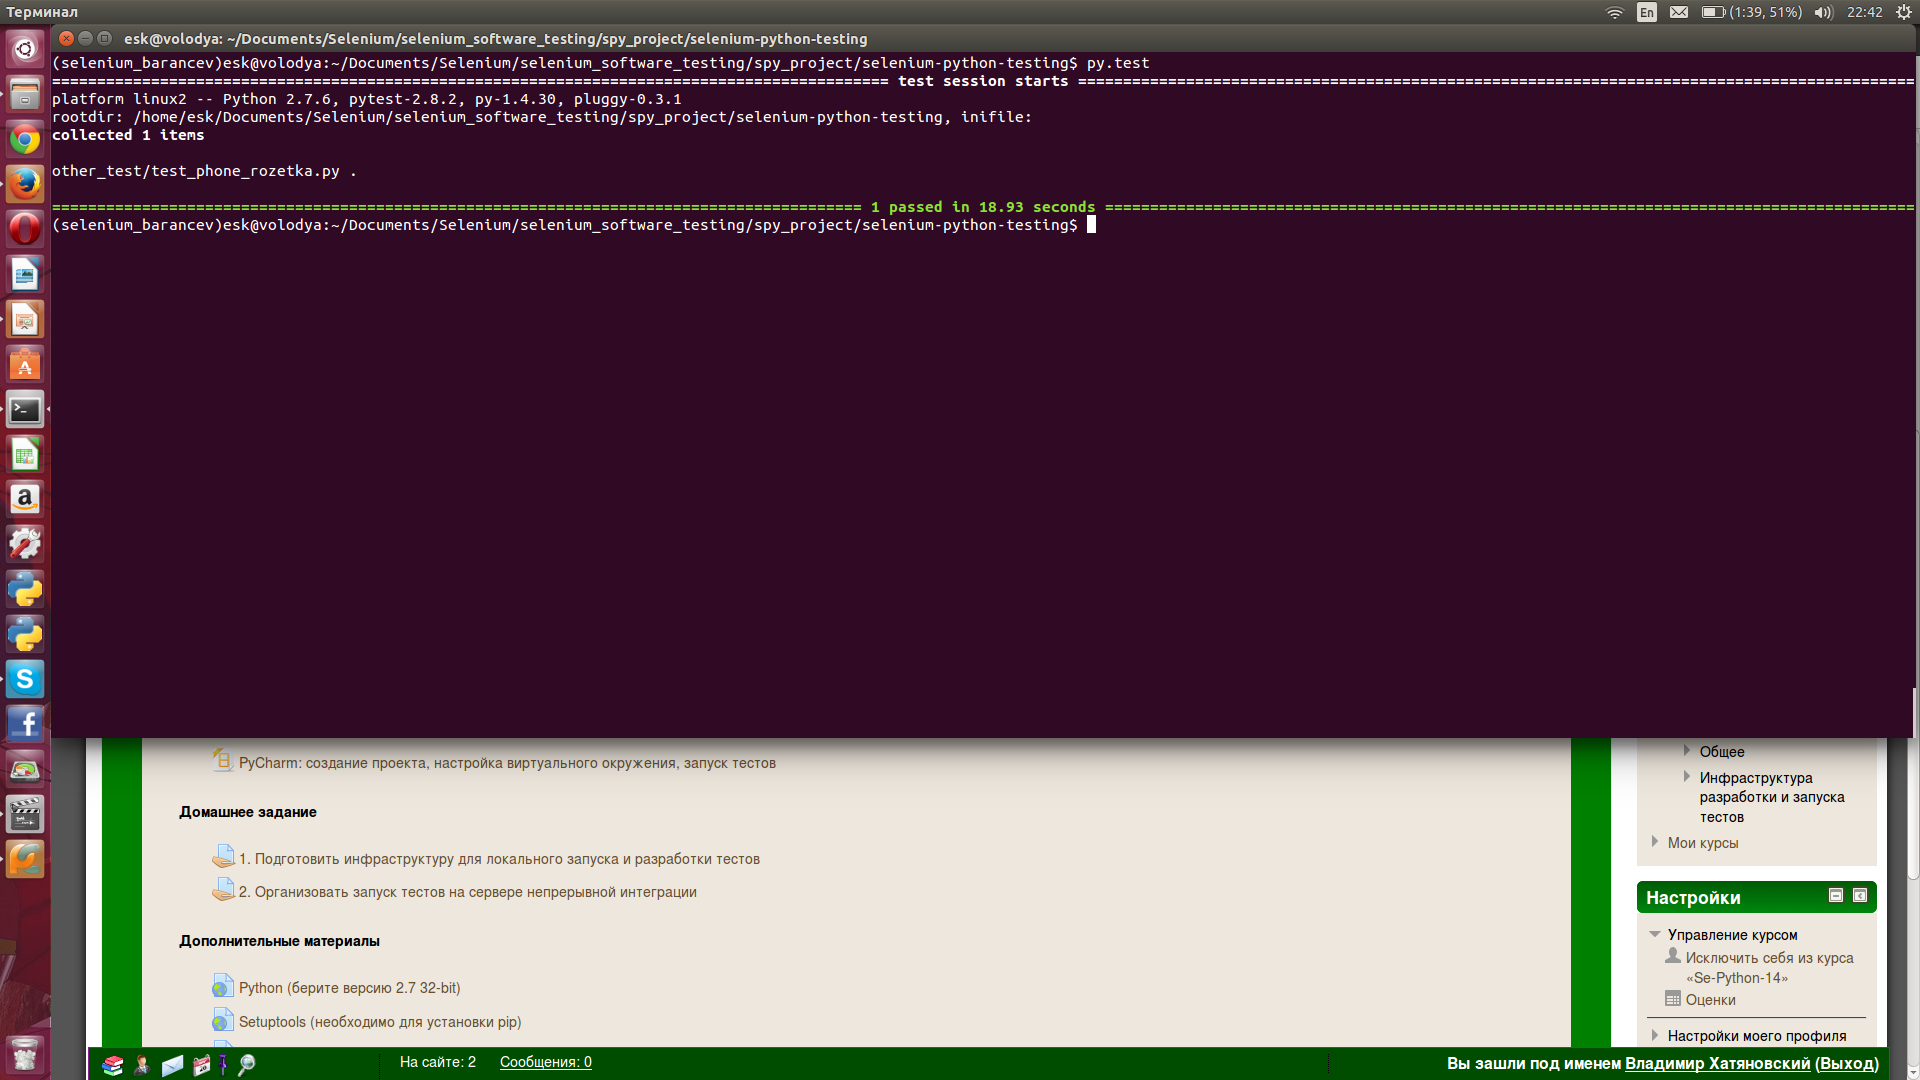 Терминал
En
(1:39, 51%)
22:42
esk@volodya: ~/Documents/Selenium/selenium_software_testing/spy_project/selenium-python-testing
(selenium_barancev)esk@volodya:~/Documents/Selenium/selenium_software_testing/spy_project/selenium-python-testing$ py.test
test session starts
platform linux2 -- Python 2.7.6, pytest-2.8.2, py-1.4.30, pluggy-0.3.1
rootdir: /home/esk/Documents/Selenium/selenium_software_testing/spy_project/selenium-python-testing, inifile:
collected 1 items
other_test/test_phone_rozetka.py .
1 passed in 18.93 seconds
(selenium_barancev)esk@volodya:~/Documents/Selenium/selenium_software_testing/spy_project/selenium-python-testing$
PyCharm: создание проекта, настройка виртуального окружения, запуск тестов
Домашнее задание
1. Подготовить инфраструктуру для локального запуска и разработки тестов
2. Организовать запуск тестов на сервере непрерывной интеграции
Дополнительные материалы
Python (берите версию 2.7 32-bit)
Setuptools (необходимо для установки pip)
Общее
Инфраструктура
разработки и запуска
тестов
Мои курсы
Настройки
Управление курсом
Исключить себя из курса
«Se-Python-14»
Оценки
Настройки моего профиля
На сайте: 2
Сообщения: 0
Вы зашли под именем Владимир Хатяновский (Выход)